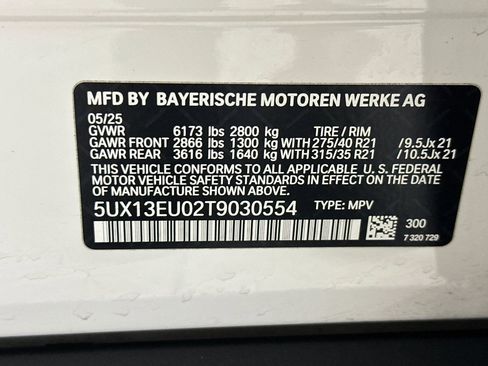 MFD BY BAYERISCHE MOTOREN WERKE AG
05/25
GVWR 6173 lbs 2800 kg TIRE / RIM
GAWR FRONT 2866 lbs 1300 kg WITH 275/40 R21 / 9.5Jx 21
GAWR REAR 3616 lbs 1640 kg WITH 315/35 R21 / 10.5Jx 21
THIS VEHICLE CONFORMS TO ALL APPLICABLE U. S. FEDERAL
MOTOR VEHICLE SAFETY STANDARDS IN EFFECT ON THE DATE
OF MANUFACTURE SHOWN ABOVE.
5UX13EU02T9030554 TYPE: MPV
300
7 320 729